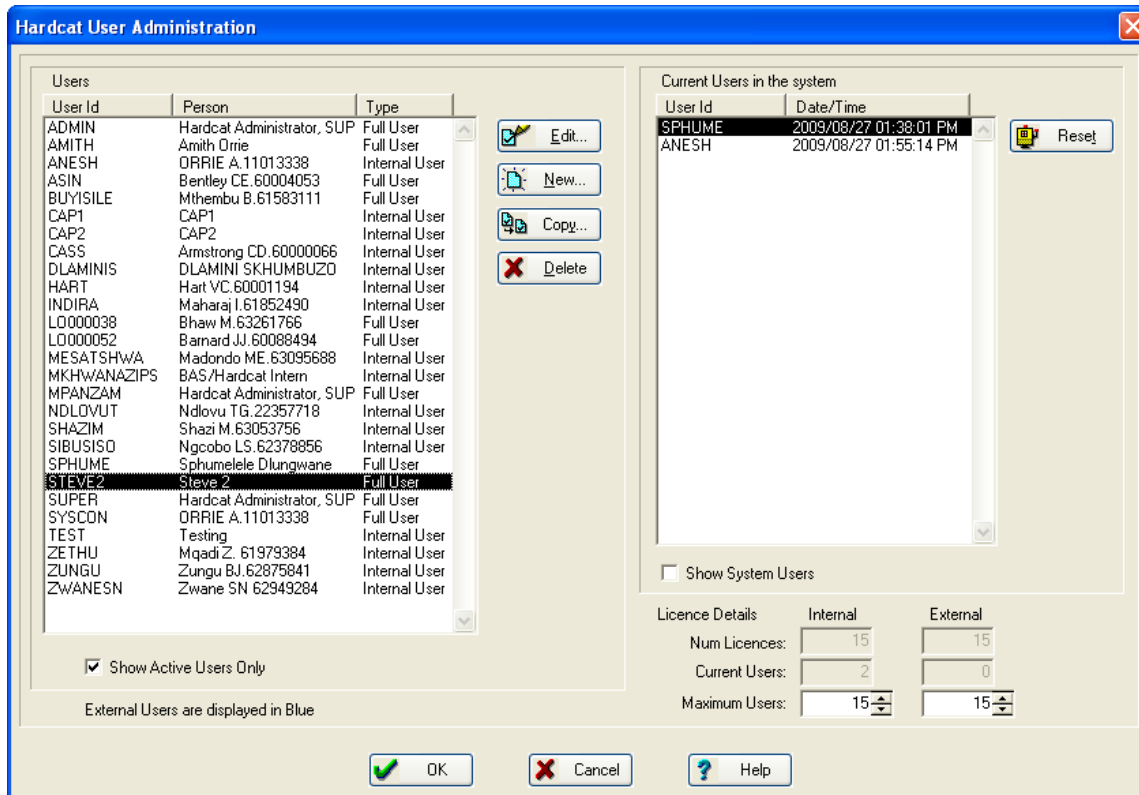 Hardcat User Administration
Users
User Id Person Type
ADMIN Hardcat Administrator, SUP Full User
AMITH Amith Orrie Full User
ANESH ORRIE A.11013338 Internal User
ASIN Bentley CE.60004053 Full User
BUYISILE Mthembu B.61583111 Full User
CAP1 CAP1 Internal User
CAP2 CAP2 Internal User
CASS Armstrong CD.60000066 Internal User
DLAMINIS DLAMINI SKHUMBUZO Internal User
HART Hart VC.60001194 Internal User
INDIRA Maharaj I.61852490 Internal User
LO000038 Bhaw M.63261766 Full User
LO000052 Barnard JJ.60088494 Full User
MESATSHWA Madondo ME.63095688 Internal User
MKHWANAZIPS BAS/Hardcat Intern Internal User
MPANZAM Hardcat Administrator, SUP Full User
NDLOVUT Ndlovu TG.22357718 Internal User
SHAZIM Shazi M.63053756 Internal User
SIBUSISO Ngcobo LS.62378856 Internal User
SPHUME Sphumelele Dlungwane Full User
STEVE2 Steve 2 Full User
SUPER Hardcat Administrator, SUP Full User
SYSCON ORRIE A.11013338 Full User
TEST Testing Internal User
ZETHU Mqadi Z. 61979384 Internal User
ZUNGU Zungu BJ.62875841 Internal User
ZWANESN Zwane SN 62949284 Internal User
Show Active Users Only
External Users are displayed in Blue
Edit...
New...
Copy...
Delete
Current Users in the system
User Id Date/Time
SPHUME 2009/08/27 01:38:01 PM
ANESH 2009/08/27 01:55:14 PM
Reset
Show System Users
Licence Details Internal External
Num Licences: 15 15
Current Users: 2 0
Maximum Users: 15 15
OK Cancel Help